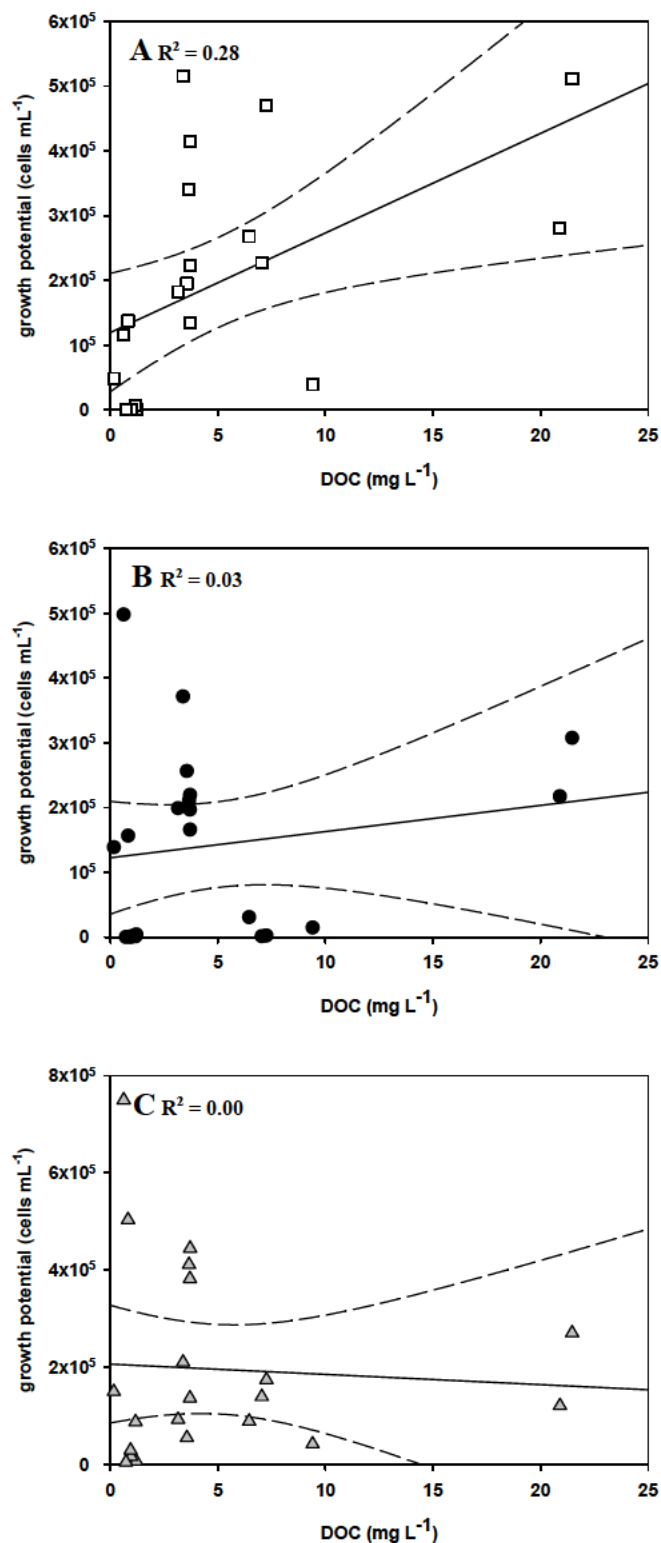 A R² = 0.28
growth potential (cells mL⁻¹)
6x10⁵
5x10⁵
4x10⁵
3x10⁵
2x10⁵
10⁵
0
0 5 10 15 20 25
DOC (mg L⁻¹)
B R² = 0.03
growth potential (cells mL⁻¹)
6x10⁵
5x10⁵
4x10⁵
3x10⁵
2x10⁵
10⁵
0
0 5 10 15 20 25
DOC (mg L⁻¹)
C R² = 0.00
growth potential (cells mL⁻¹)
8x10⁵
6x10⁵
4x10⁵
2x10⁵
0
0 5 10 15 20 25
DOC (mg L⁻¹)